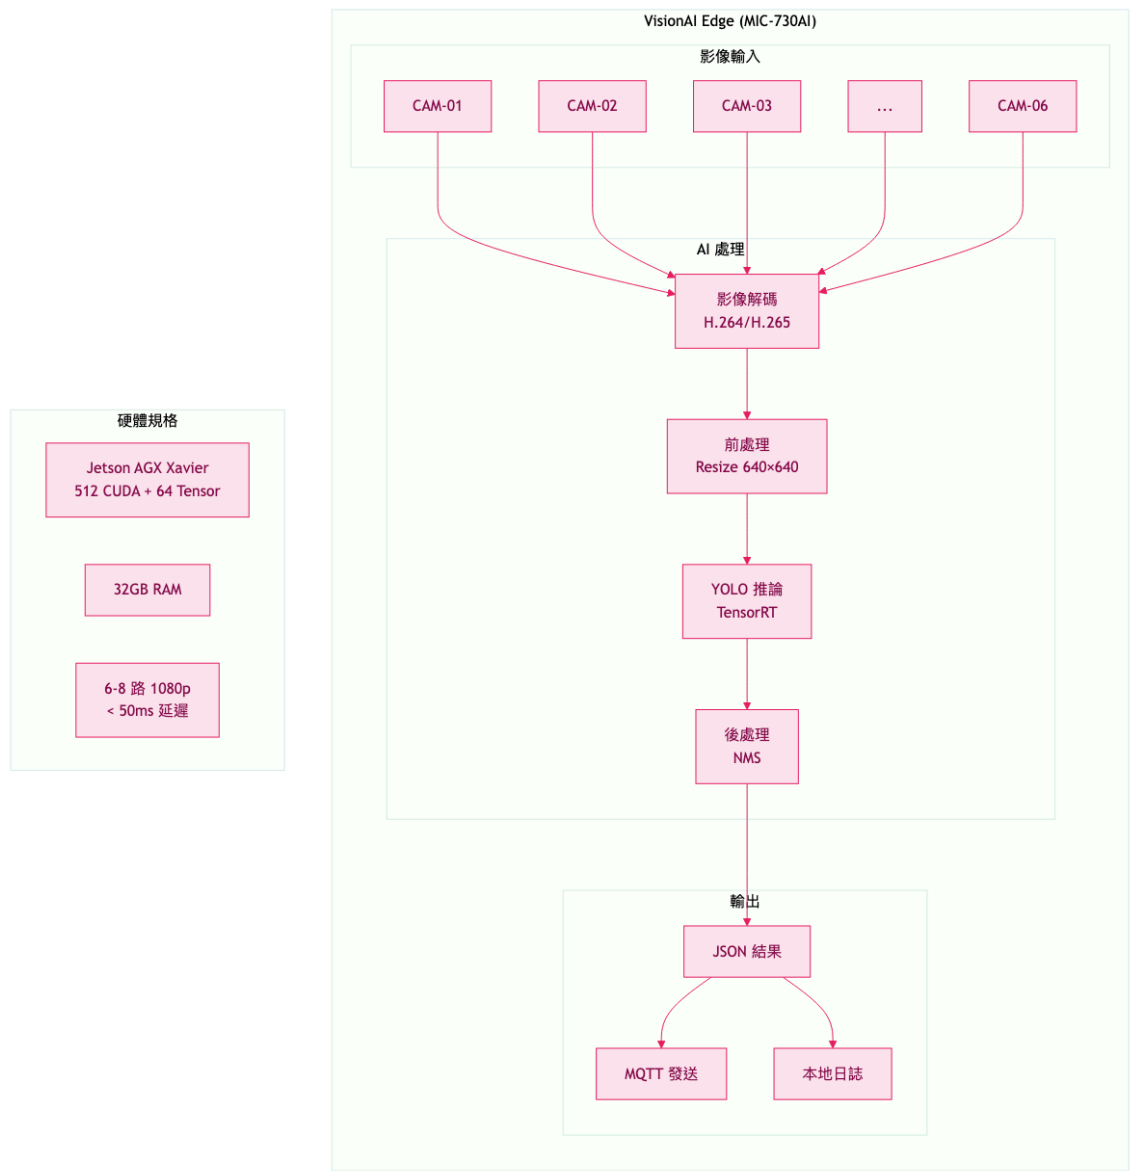 VisionAI Edge (MIC-730AI)
影像輸入
CAM-01
CAM-02
CAM-03
...
CAM-06
AI 處理
影像解碼
H.264/H.265
前處理
Resize 640×640
YOLO 推論
TensorRT
後處理
NMS
輸出
JSON 結果
MQTT 發送
本地日誌
硬體規格
Jetson AGX Xavier
512 CUDA + 64 Tensor
32GB RAM
6-8 路 1080p
< 50ms 延遲